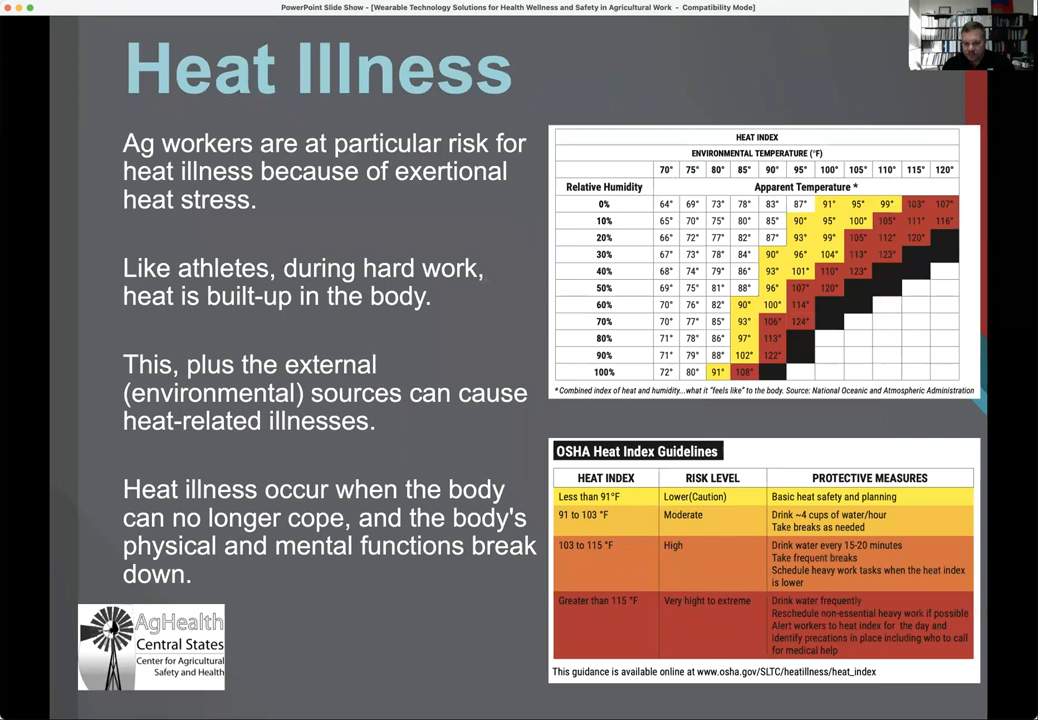 PowerPoint Slide Show - [Wearable Technology Solutions for Health Wellness and Safety in Agricultural Work - Compatibility Mode]
Heat Illness
Ag workers are at particular risk for
heat illness because of exertional
heat stress.
Like athletes, during hard work,
heat is built-up in the body.
This, plus the external
(environmental) sources can cause
heat-related illnesses.
Heat illness occur when the body
can no longer cope, and the body's
physical and mental functions break
down.
AgHealth
Central States
Center for Agricultural
Safety and Health
HEAT INDEX
ENVIRONMENTAL TEMPERATURE (°F)
70° 75° 80° 85° 90° 95° 100° 105° 110° 115° 120°
Relative Humidity Apparent Temperature *
0% 64° 69° 73° 78° 83° 87° 91° 95° 99° 103° 107°
10% 65° 70° 75° 80° 85° 90° 95° 100° 105° 111° 116°
20% 66° 72° 77° 82° 87° 93° 99° 105° 112° 120°
30% 67° 73° 78° 84° 90° 96° 104° 113° 123°
40% 68° 74° 79° 86° 93° 101° 110° 123°
50% 69° 75° 81° 88° 96° 107° 120°
60% 70° 76° 82° 90° 100° 114°
70% 70° 77° 85° 93° 106° 124°
80% 71° 78° 86° 97° 113°
90% 71° 79° 88° 102° 122°
100% 72° 80° 91° 108°
* Combined index of heat and humidity...what it "feels like" to the body. Source: National Oceanic and Atmospheric Administration
OSHA Heat Index Guidelines
HEAT INDEX RISK LEVEL PROTECTIVE MEASURES
Less than 91°F Lower(Caution) Basic heat safety and planning
91 to 103 °F Moderate Drink ~4 cups of water/hour
Take breaks as needed
103 to 115 °F High Drink water every 15-20 minutes
Take frequent breaks
Schedule heavy work tasks when the heat index
is lower
Greater than 115 °F Very hight to extreme Drink water frequently
Reschedule non-essential heavy work if possible
Alert workers to heat index for the day and
identify precations in place including who to call
for medical help
This guidance is available online at www.osha.gov/SLTC/heatillness/heat_index